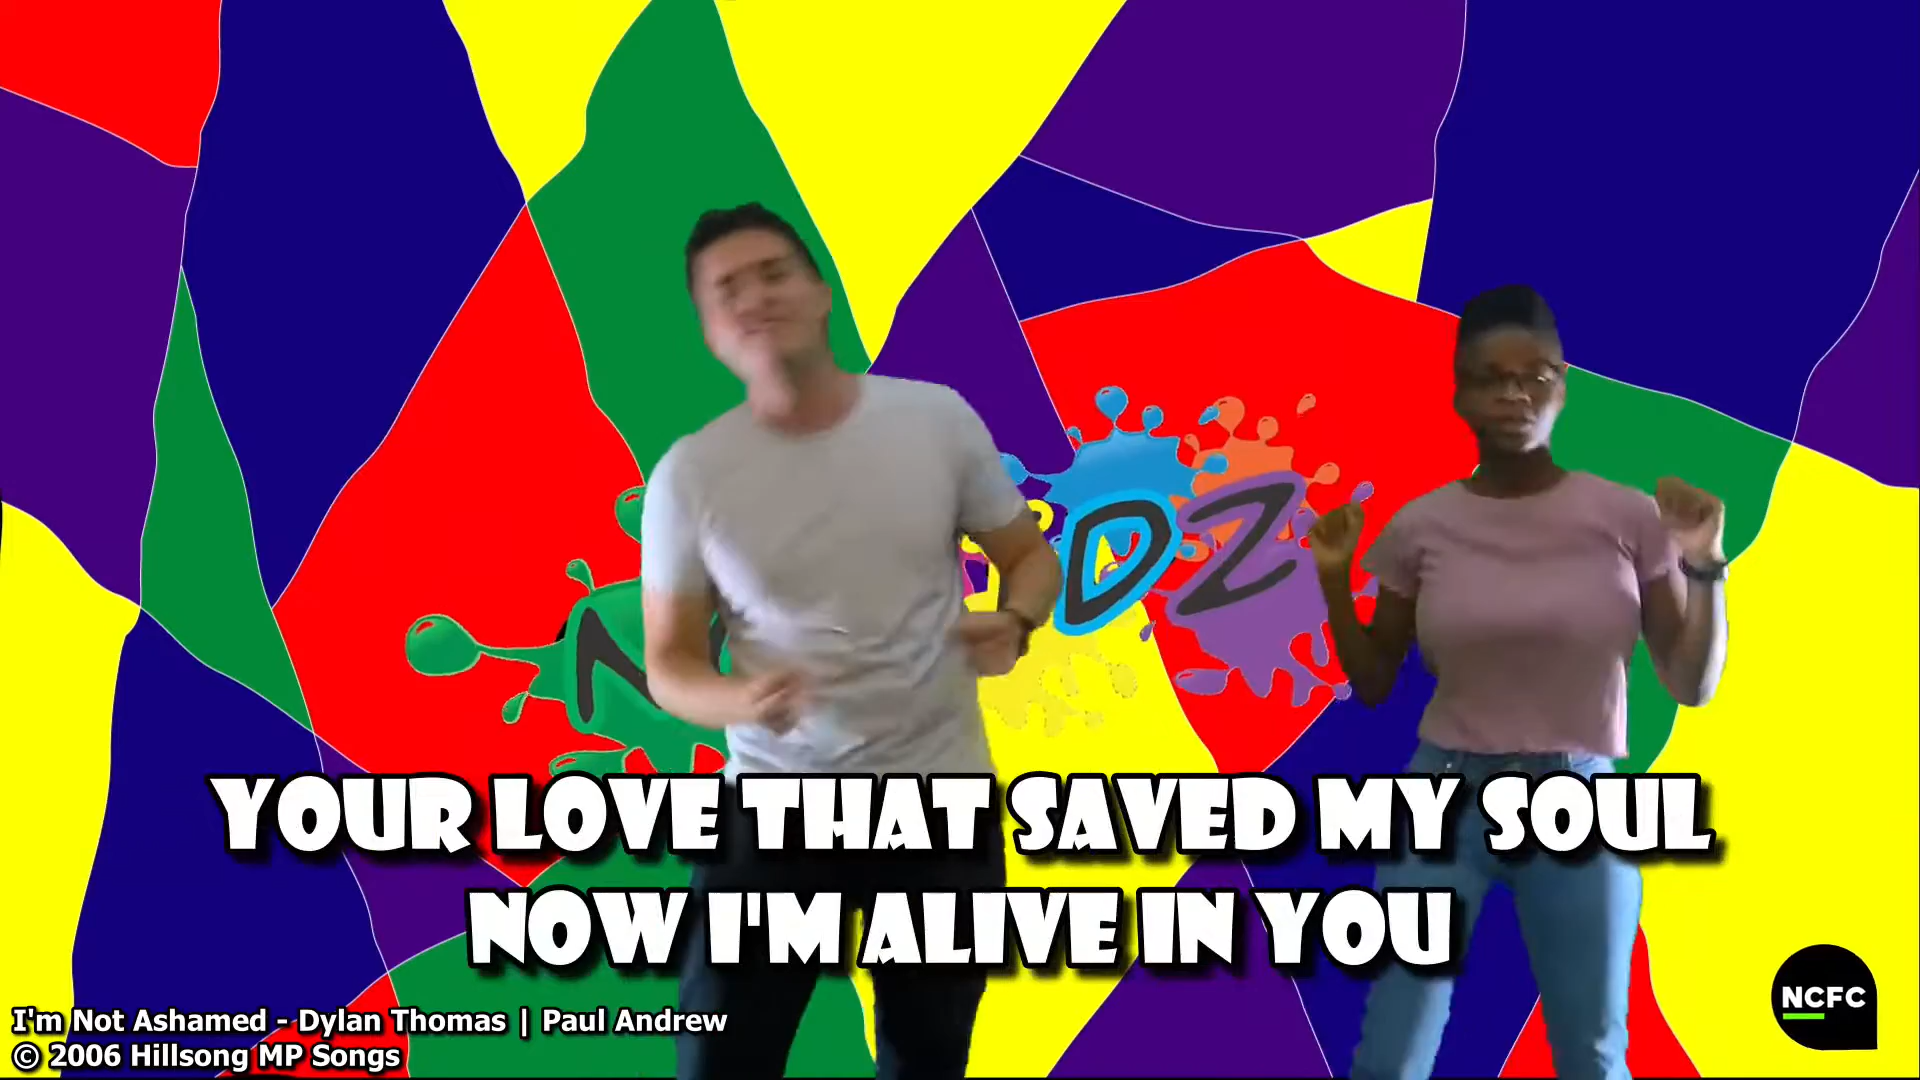 N DZ
YOUR LOVE THAT SAVED MY SOUL
NOW I'M ALIVE IN YOU
I'm Not Ashamed - Dylan Thomas | Paul Andrew
© 2006 Hillsong MP Songs
NCFC